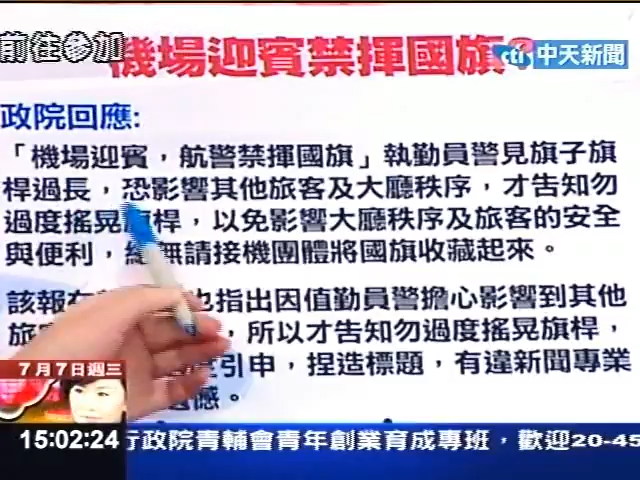 前往參加
機場迎賓禁揮國旗?
cti 中天新聞
政院回應:
「機場迎賓，航警禁揮國旗」執勤員警見旗子旗
桿過長，恐影響其他旅客及大廳秩序，才告知勿
過度搖晃旗桿，以免影響大廳秩序及旅客的安全
與便利，絕無請接機團體將國旗收藏起來。
該報在 也指出因值勤員警擔心影響到其他
旅 ，所以才告知勿過度搖晃旗桿，
引申，捏造標題，有違新聞專業
遺憾。
7月7日週三
15:02:24
行政院青輔會青年創業育成專班，歡迎20-45